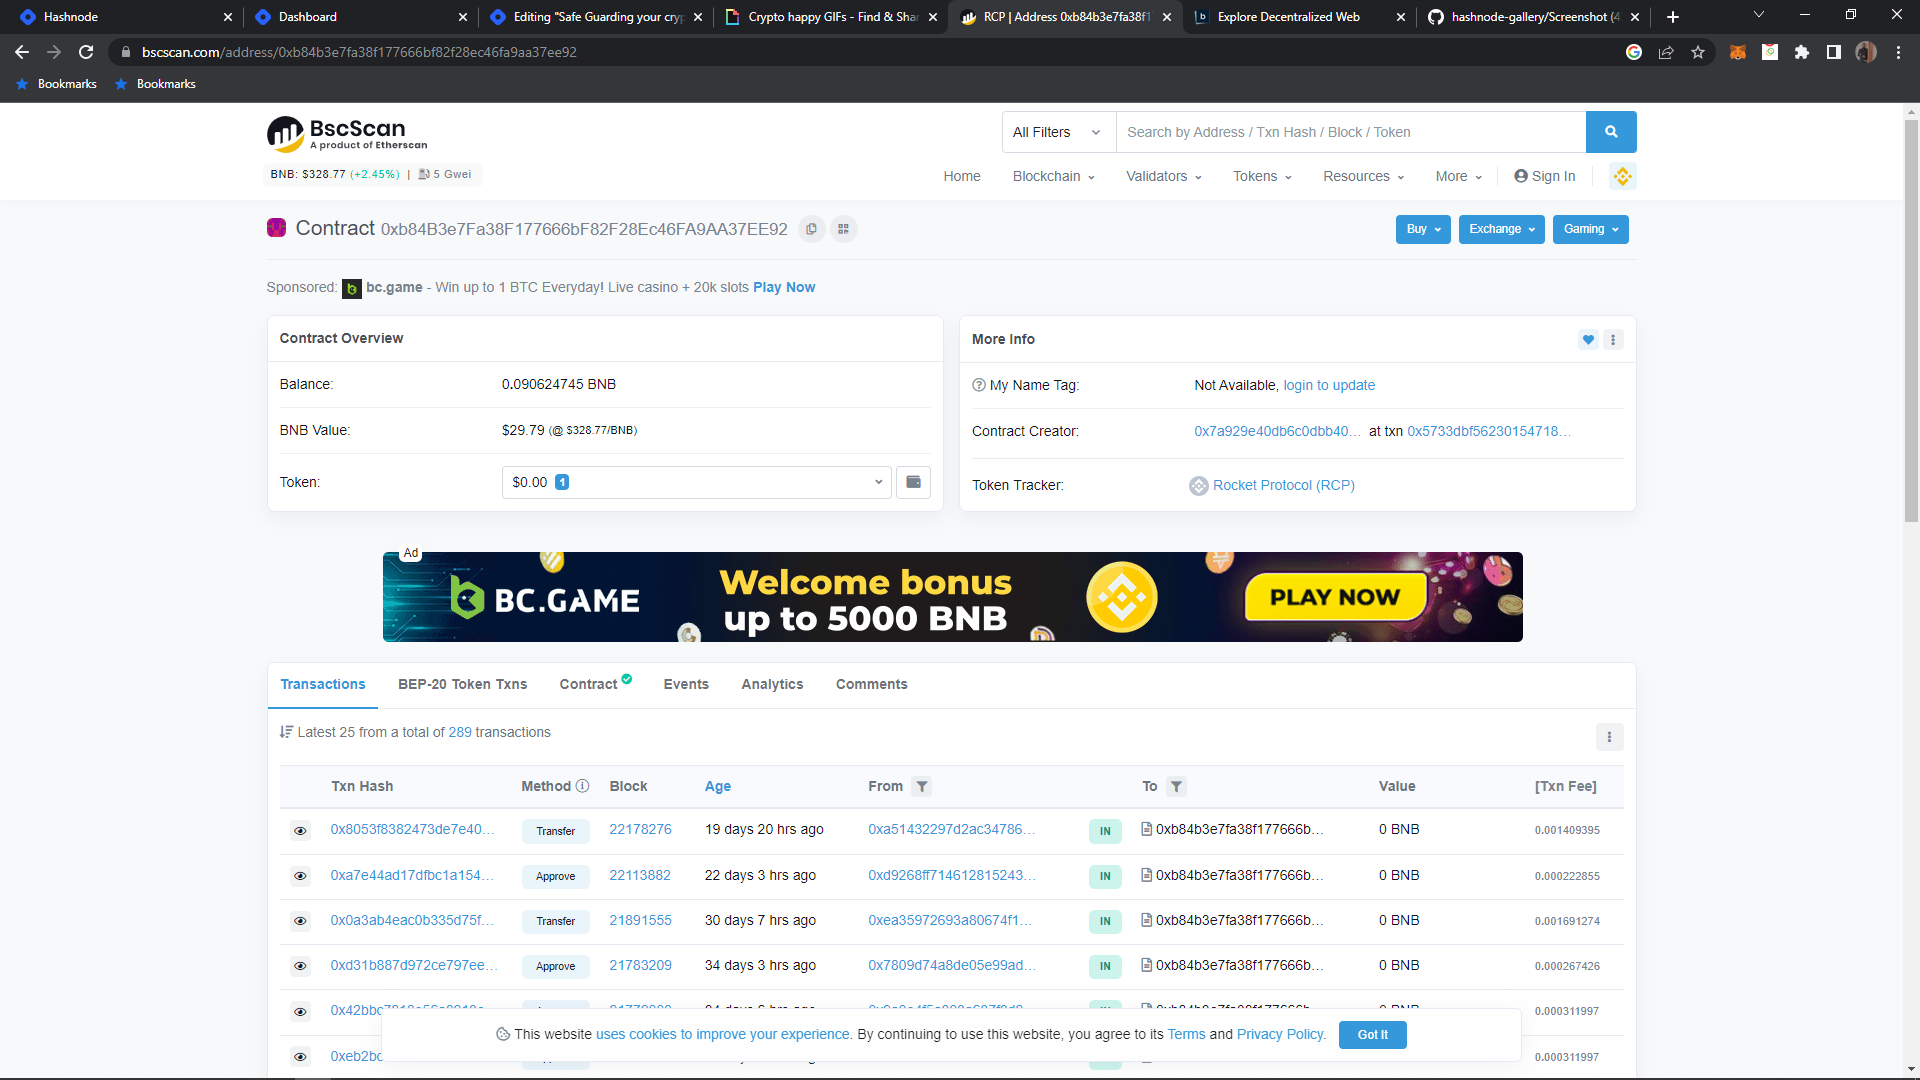 Hashnode
Dashboard
Editing "Safe Guarding your cryp
Crypto happy GIFs - Find & Shar
RCP | Address 0xb84b3e7fa38f1
Explore Decentralized Web
hashnode-gallery/Screenshot (4
bscscan.com/address/0xb84b3e7fa38f177666bf82f28ec46fa9aa37ee92
Bookmarks
Bookmarks
BscScan
A product of Etherscan
All Filters
Search by Address / Txn Hash / Block / Token
BNB: $328.77 (+2.45%) | 5 Gwei
Home Blockchain Validators Tokens Resources More Sign In
Contract 0xb84B3e7Fa38F177666bF82F28Ec46FA9AA37EE92
Buy Exchange Gaming
Sponsored: bc.game - Win up to 1 BTC Everyday! Live casino + 20k slots Play Now
Contract Overview
Balance: 0.090624745 BNB
BNB Value: $29.79 (@ $328.77/BNB)
Token: $0.00 1
More Info
My Name Tag: Not Available, login to update
Contract Creator: 0x7a929e40db6c0dbb40... at txn 0x5733dbf56230154718...
Token Tracker: Rocket Protocol (RCP)
Ad
BC.GAME
Welcome bonus
up to 5000 BNB
PLAY NOW
Transactions BEP-20 Token Txns Contract Events Analytics Comments
Latest 25 from a total of 289 transactions
Txn Hash Method Block Age From To Value [Txn Fee]
0x8053f8382473de7e40... Transfer 22178276 19 days 20 hrs ago 0xa51432297d2ac34786... IN 0xb84b3e7fa38f177666b... 0 BNB 0.001409395
0xa7e44ad17dfbc1a154... Approve 22113882 22 days 3 hrs ago 0xd9268ff714612815243... IN 0xb84b3e7fa38f177666b... 0 BNB 0.000222855
0x0a3ab4eac0b335d75f... Transfer 21891555 30 days 7 hrs ago 0xea35972693a80674f1... IN 0xb84b3e7fa38f177666b... 0 BNB 0.001691274
0xd31b887d972ce797ee... Approve 21783209 34 days 3 hrs ago 0x7809d74a8de05e99ad... IN 0xb84b3e7fa38f177666b... 0 BNB 0.000267426
0.000311997
This website uses cookies to improve your experience. By continuing to use this website, you agree to its Terms and Privacy Policy. Got It
0xeb2bc
0.000311997